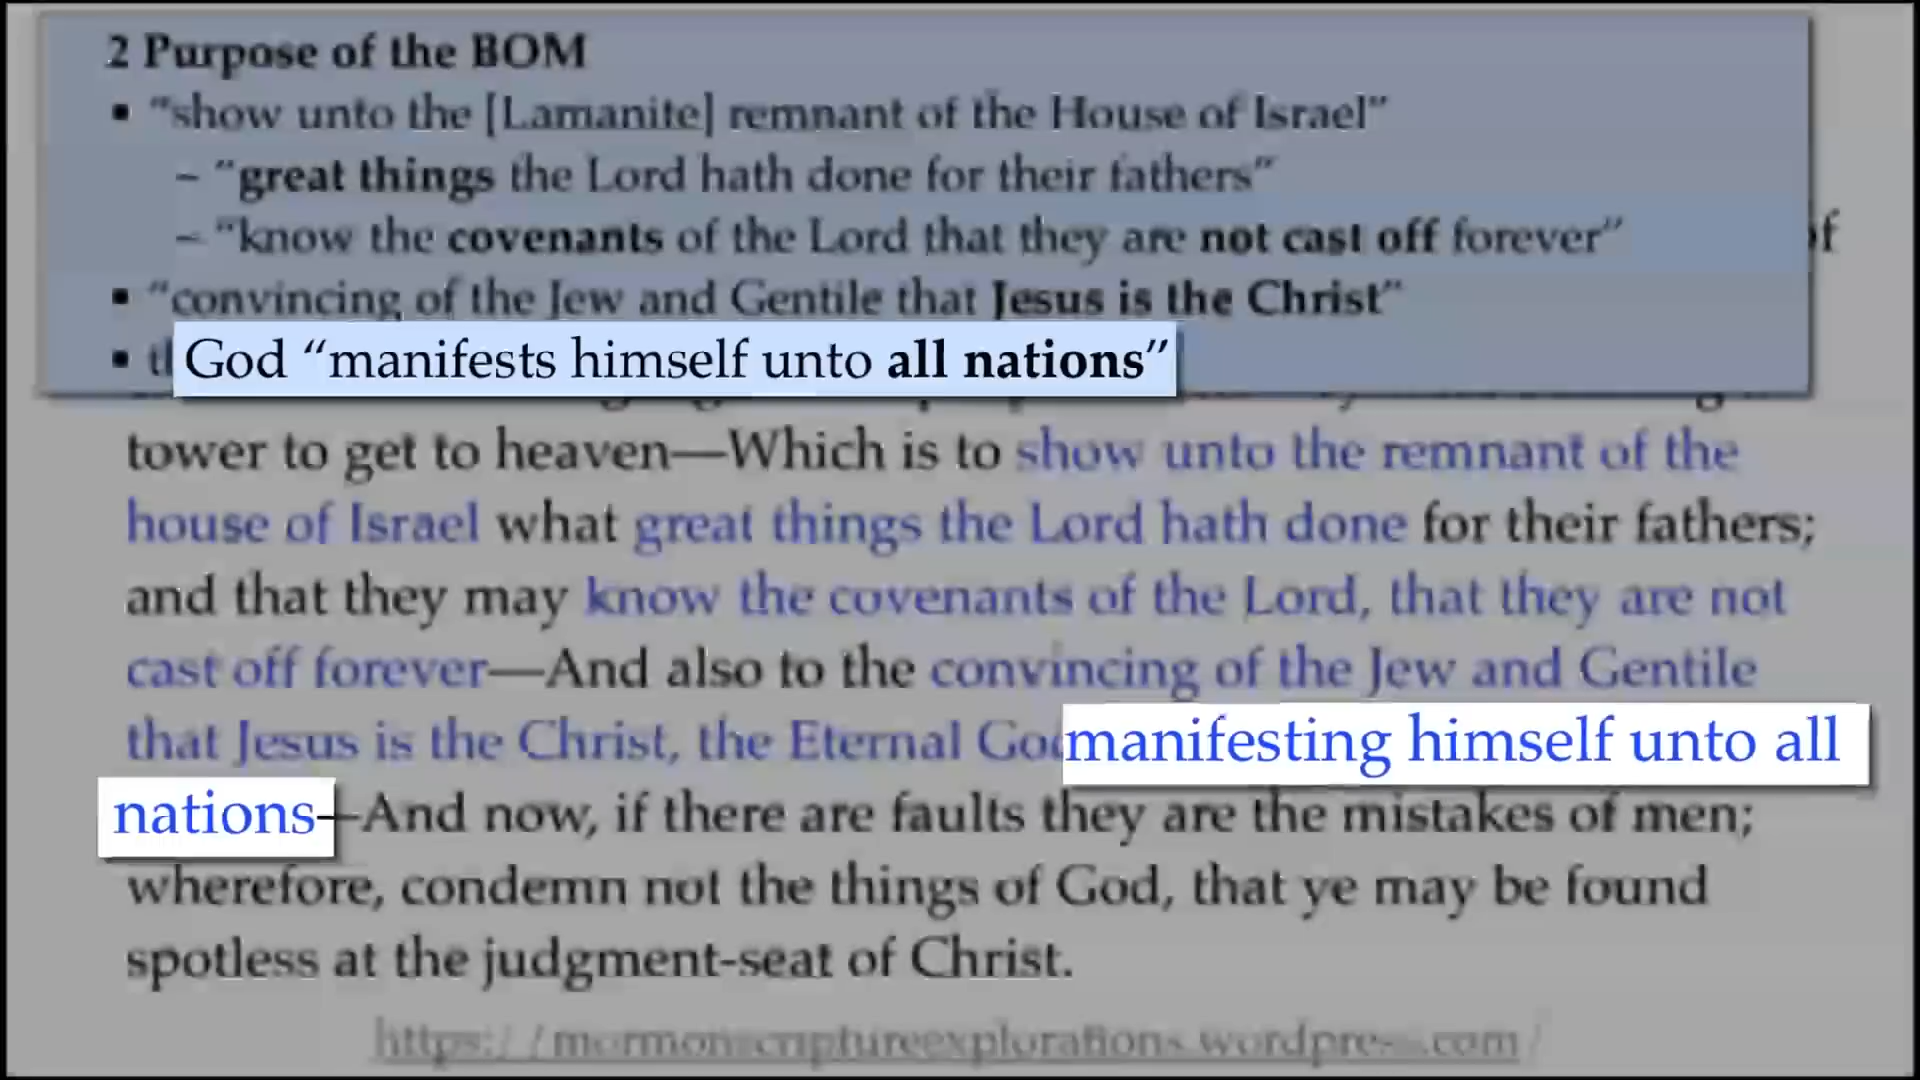 2 Purpose of the BOM
▪ “show unto the [Lamanite] remnant of the House of Israel”
– “great things the Lord hath done for their fathers”
– “know the covenants of the Lord that they are not cast off forever”
▪ “convincing of the Jew and Gentile that Jesus is the Christ”
▪ God “manifests himself unto all nations”
tower to get to heaven—Which is to show unto the remnant of the
house of Israel what great things the Lord hath done for their fathers;
and that they may know the covenants of the Lord, that they are not
cast off forever—And also to the convincing of the Jew and Gentile
that Jesus is the Christ, the Eternal God manifesting himself unto all
nations—And now, if there are faults they are the mistakes of men;
wherefore, condemn not the things of God, that ye may be found
spotless at the judgment-seat of Christ.
https://mormonscriptureexplorations.wordpress.com/